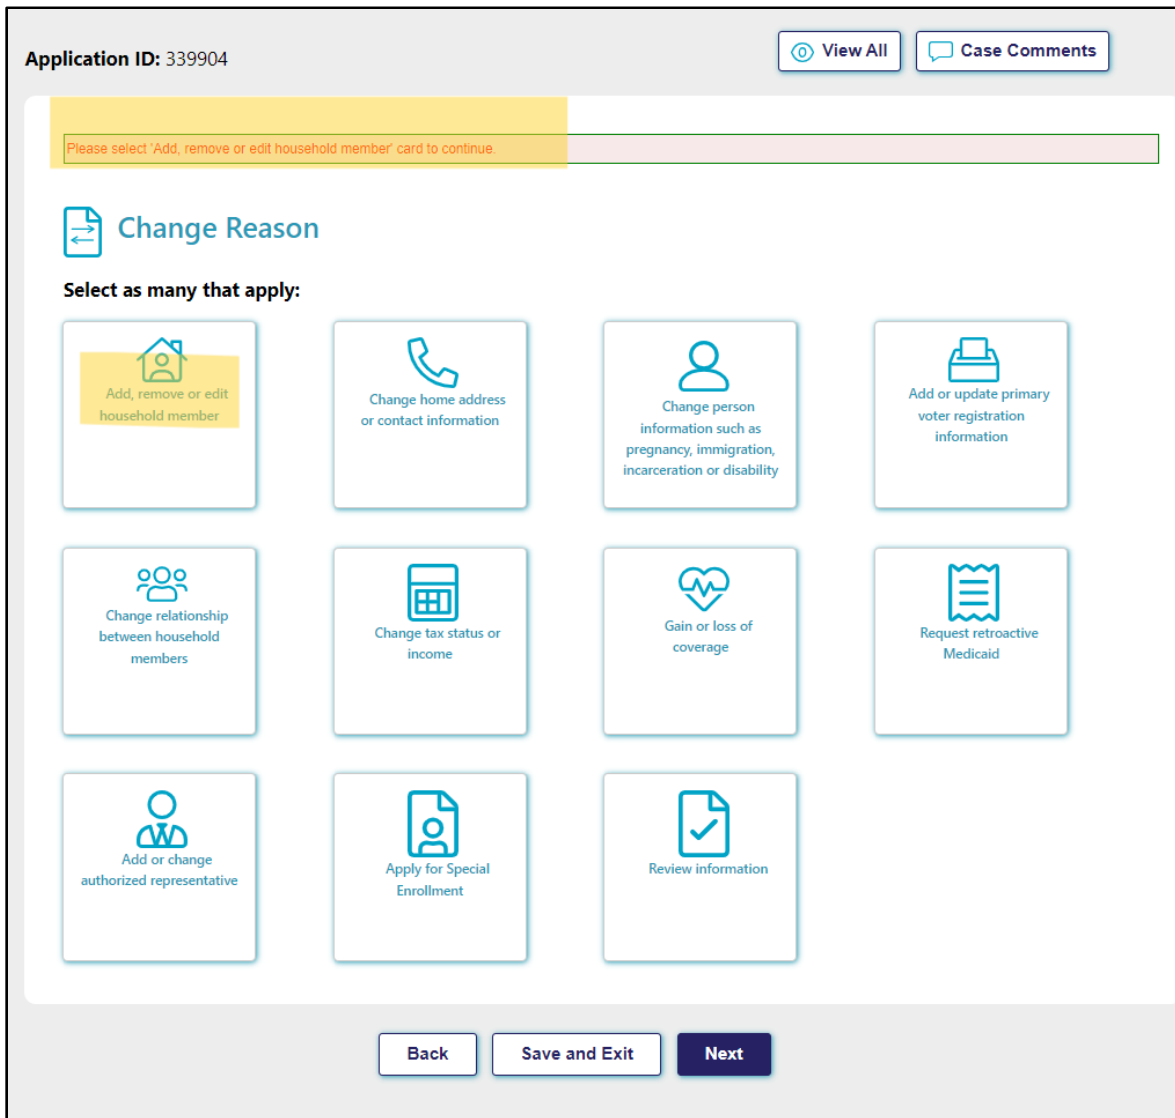 Application ID: 339904
View All
Case Comments
Please select 'Add, remove or edit household member' card to continue.
Change Reason
Select as many that apply:
Add, remove or edit
household member
Change home address
or contact information
Change person
information such as
pregnancy, immigration,
incarceration or disability
Add or update primary
voter registration
information
Change relationship
between household
members
Change tax status or
income
Gain or loss of
coverage
Request retroactive
Medicaid
Add or change
authorized representative
Apply for Special
Enrollment
Review information
Back
Save and Exit
Next